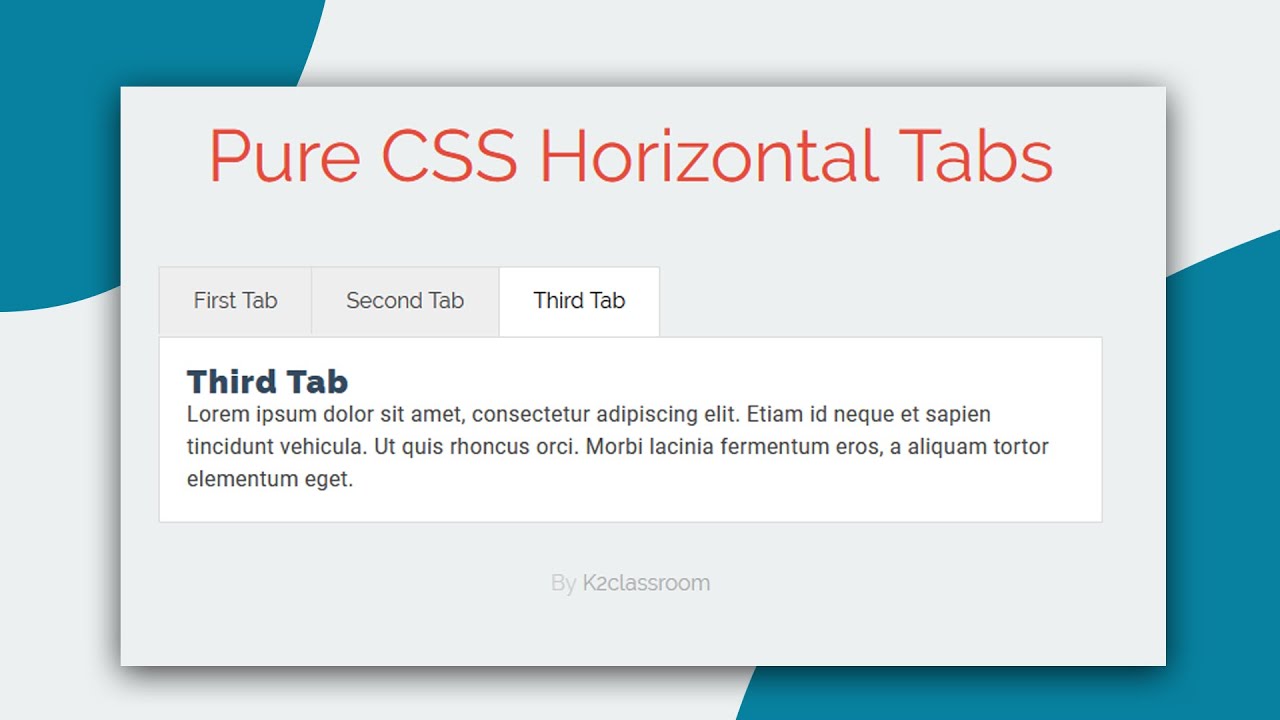 Pure CSS Horizontal Tabs
First Tab Second Tab Third Tab
Third Tab
Lorem ipsum dolor sit amet, consectetur adipiscing elit. Etiam id neque et sapien
tincidunt vehicula. Ut quis rhoncus orci. Morbi lacinia fermentum eros, a aliquam tortor
elementum eget.
By K2classroom